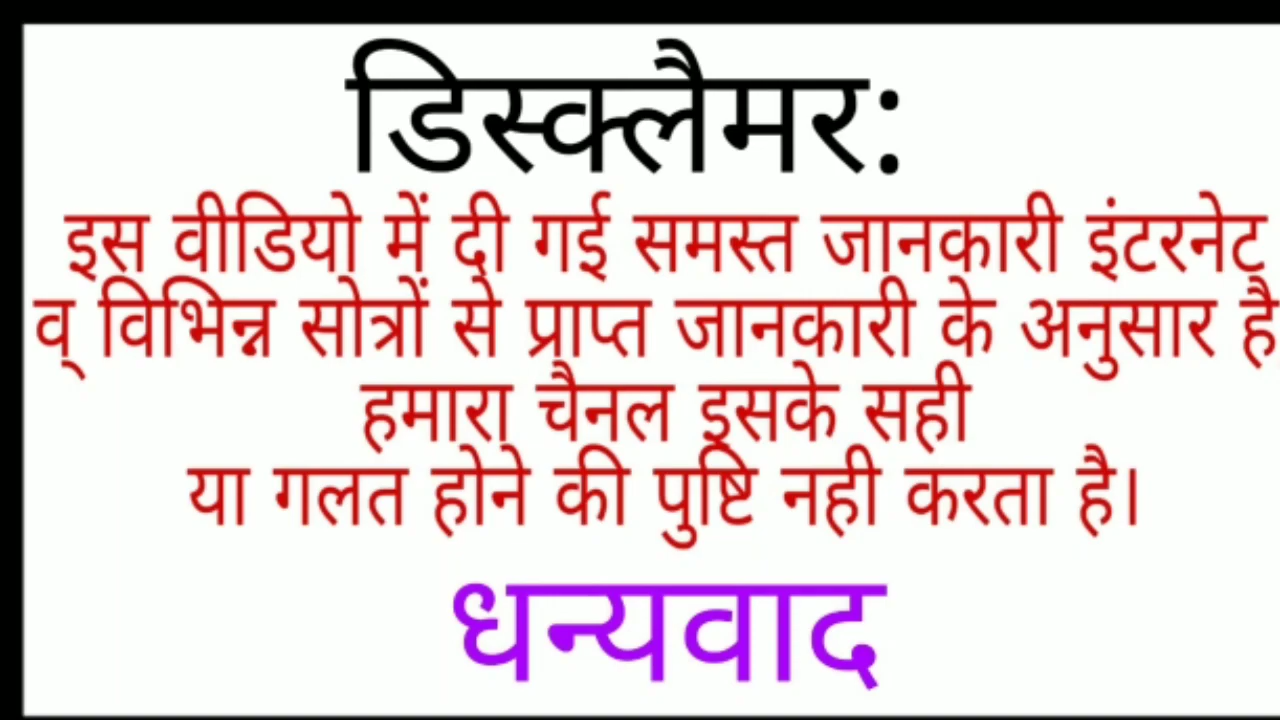 डिस्क्लैमर:
इस वीडियो में दी गई समस्त जानकारी इंटरनेट
व् विभिन्न सोत्रों से प्राप्त जानकारी के अनुसार है
हमारा चैनल इसके सही
या गलत होने की पुष्टि नही करता है।
धन्यवाद